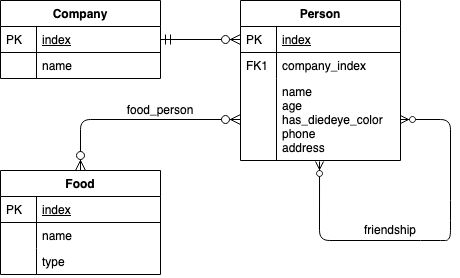 Company
PK index
name
Person
PK index
FK1 company_index
name
age
has_diedeye_color
phone
address
food_person
Food
PK index
name
type
friendship